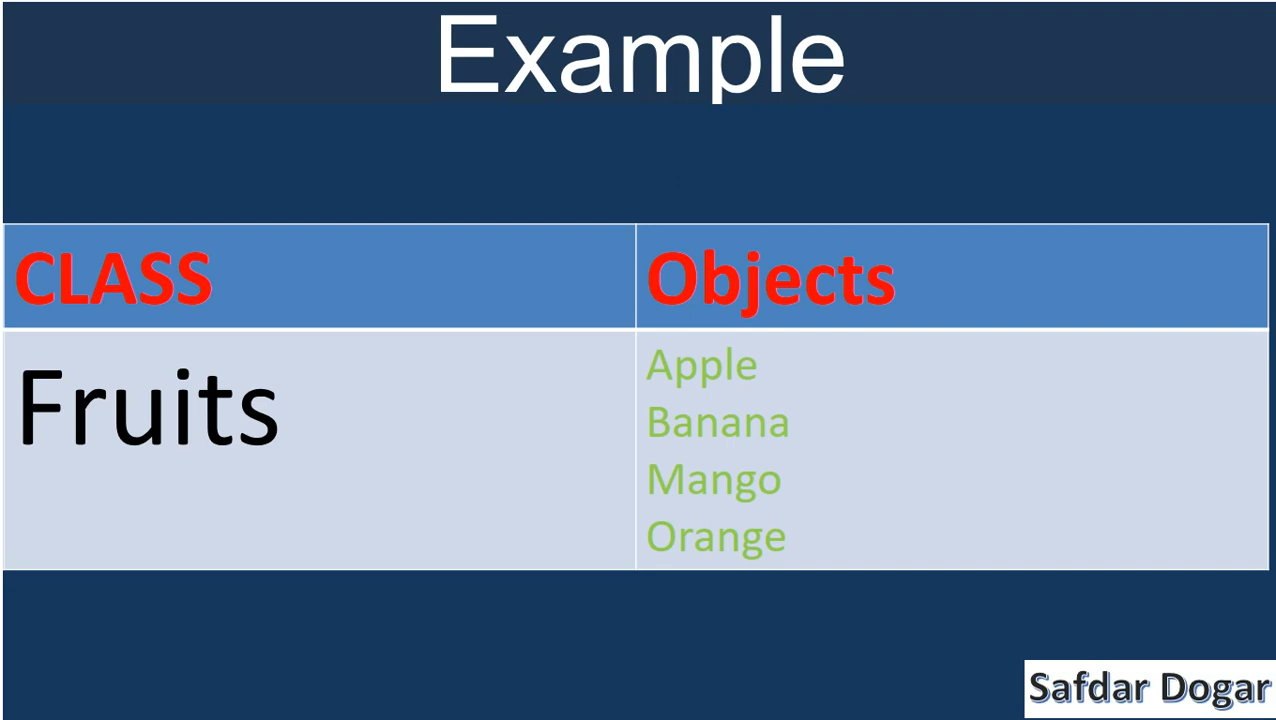 Example
CLASS
Objects
Fruits
Apple
Banana
Mango
Orange
Safdar Dogar